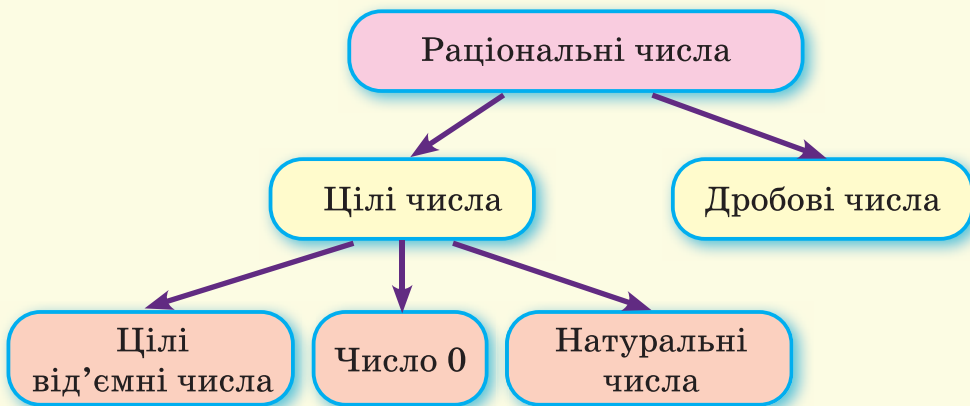 Раціональні числа
Цілі числа
Дробові числа
Цілі
від’ємні числа
Число 0
Натуральні
числа